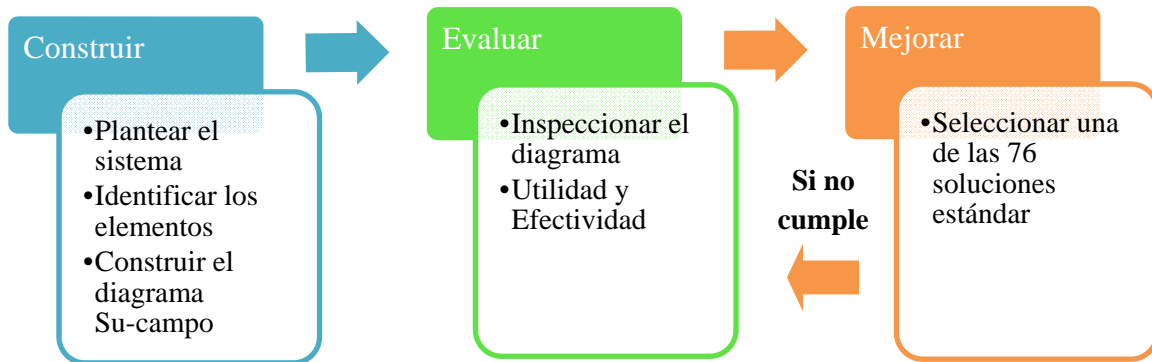 Construir
•Plantear el
sistema
•Identificar los
elementos
•Construir el
diagrama
Su-campo
Evaluar
•Inspeccionar el
diagrama
•Utilidad y
Efectividad
Si no
cumple
Mejorar
•Seleccionar una
de las 76
soluciones
estándar